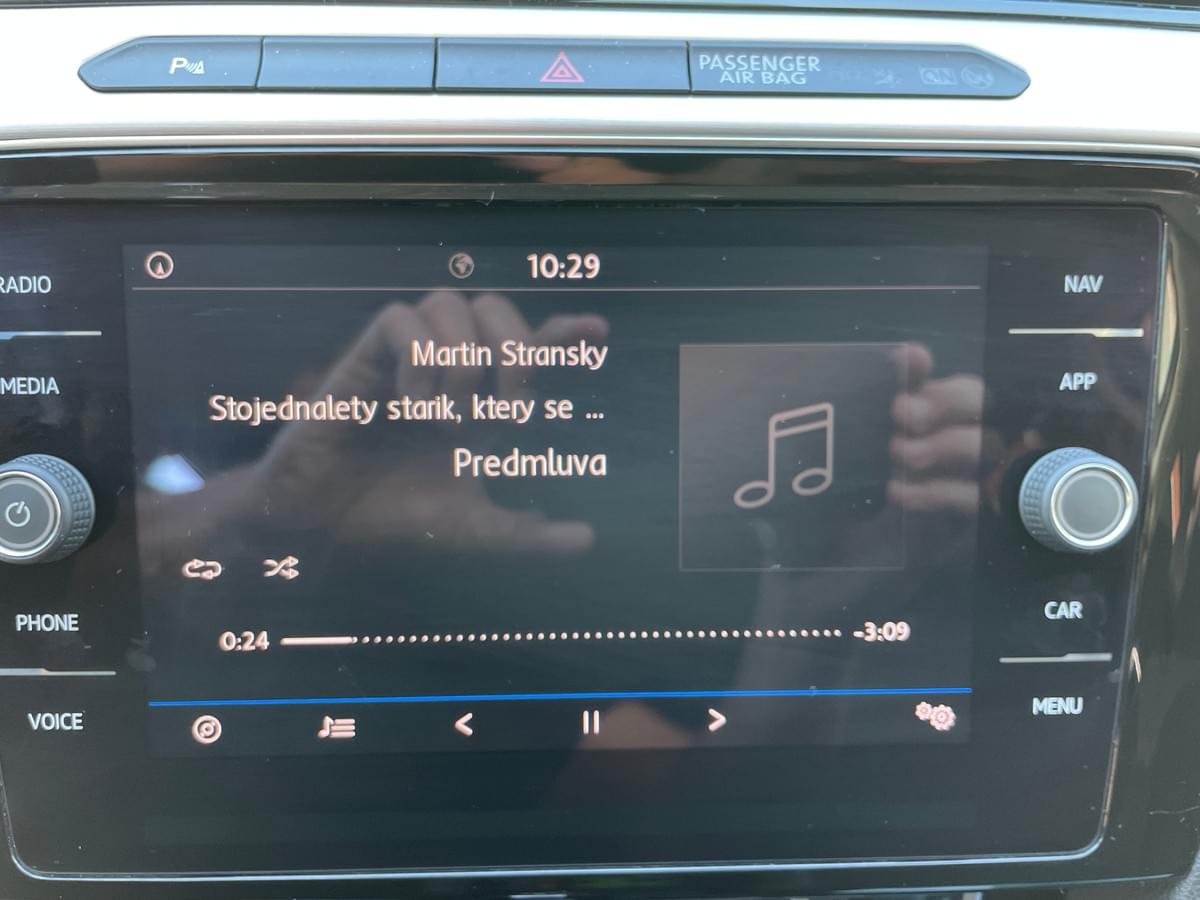 P
PASSENGER
AIR BAG
ON
RADIO
MEDIA
PHONE
VOICE
10:29
Martin Stransky
Stojednalety starik, ktery se ...
Predmluva
0:24
-3:09
NAV
APP
CAR
MENU